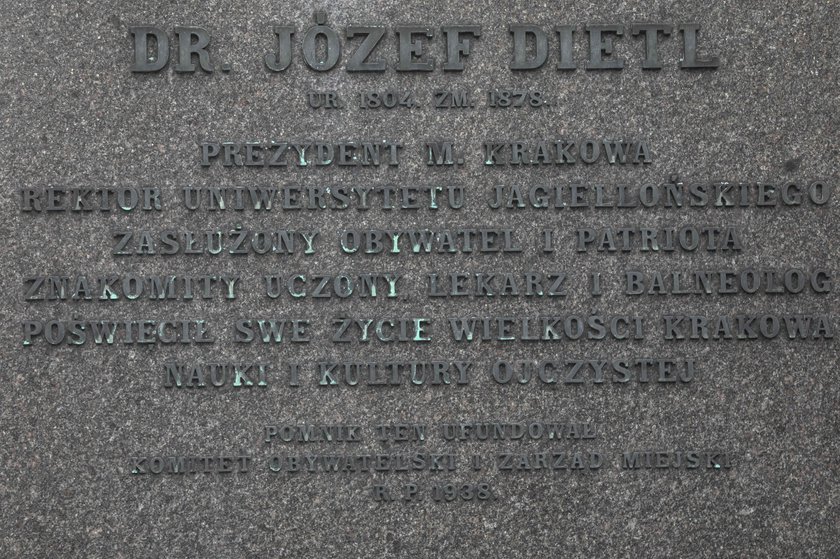 DR. JÓZEF DIETL
UR. 1804. ZM. 1878.
PREZYDENT M. KRAKOWA
REKTOR UNIWERSYTETU JAGIELLOŃSKIEGO
ZASŁUŻONY OBYWATEL I PATRIOTA
ZNAKOMITY UCZONY, LEKARZ I BALNEOLOG
POŚWIĘCIŁ SWE ŻYCIE WIELKOŚCI KRAKOWA
NAUKI I KULTURY OJCZYSTEJ
POMNIK TEN UFUNDOWAŁ
KOMITET OBYWATELSKI I ZARZĄD MIEJSKI
R. P. 1938.